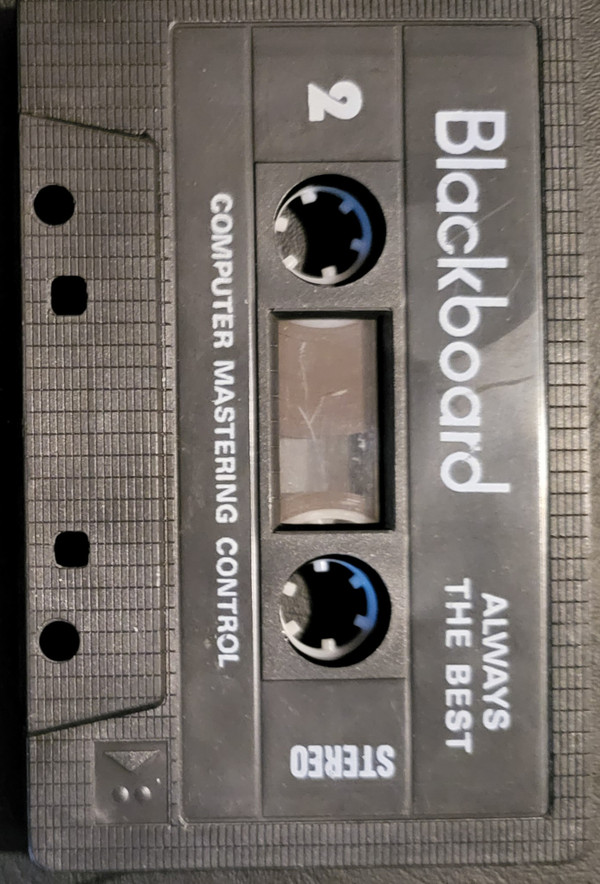 Blackboard
ALWAYS
THE BEST
2
STEREO
COMPUTER MASTERING CONTROL